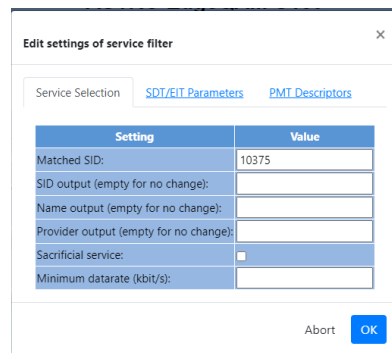 Edit settings of service filter
×
Service Selection SDT/EIT Parameters PMT Descriptors
Setting Value
Matched SID: 10375
SID output (empty for no change):
Name output (empty for no change):
Provider output (empty for no change):
Sacrificial service:
Minimum datarate (kbit/s):
Abort OK